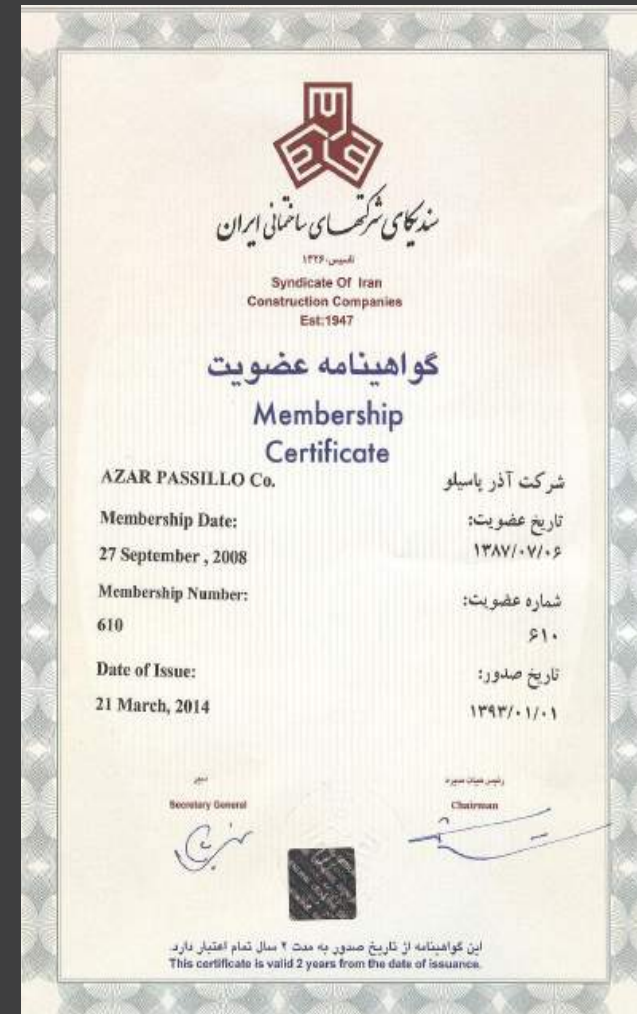 سندیکای شرکتهای ساختمانی ایران
تاسیس:۱۳۲۶
Syndicate Of Iran
Construction Companies
Est:1947
گواهینامه عضویت
Membership
Certificate
AZAR PASSILLO Co.
شرکت آذر پاسیلو
Membership Date:
تاریخ عضویت:
27 September , 2008
۱۳۸۷/۰۷/۰۶
Membership Number:
شماره عضویت:
610
۶۱۰
Date of Issue:
تاریخ صدور:
21 March, 2014
۱۳۹۳/۰۱/۰۱
دبیر
رئیس هیات مدیره
Secretary General
Chairman
این گواهینامه از تاریخ صدور به مدت ۲ سال تمام اعتبار دارد.
This certificate is valid 2 years from the date of issuance.